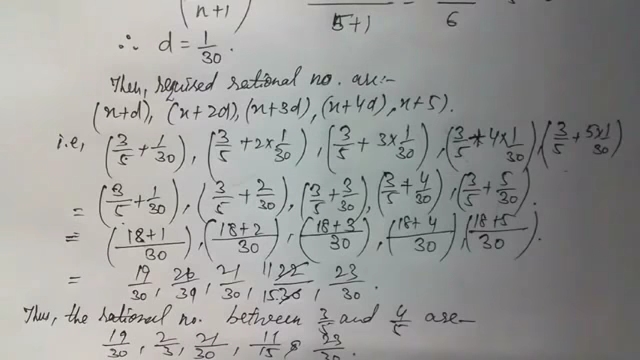 (n+1) 5+1 6
∴ d = 1/30.
Then, required rational no. are:-
(x+d), (x+2d), (x+3d), (x+4d), x+5).
i.e, (3/5 + 1/30), (3/5 + 2×1/30), (3/5 + 3×1/30), (3/5 + 4×1/30), (3/5 + 5×1/30)
= (3/5 + 1/30), (3/5 + 2/30), (3/5 + 3/30), (3/5 + 4/30), (3/5 + 5/30).
= (18+1/30), (18+2/30), (18+3/30), (18+4/30), (18+5/30).
= 19/30, 20/30, 21/30, 11 22/15 30, 23/30.
Thus, the rational no. between 3/5 and 4/5 are-
19/30, 2/3, 21/30, 11/15, 23/30.